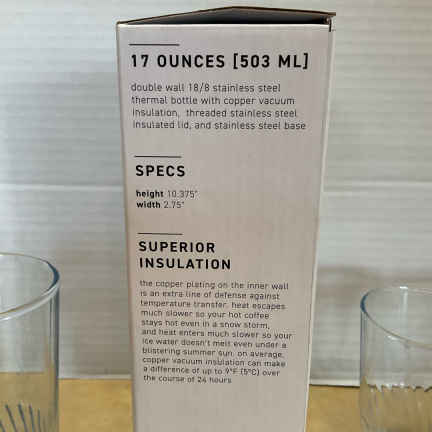 17 OUNCES [503 ML]
double wall 18/8 stainless steel
thermal bottle with copper vacuum
insulation, threaded stainless steel
insulated lid, and stainless steel base
SPECS
height 10.375"
width 2.75"
SUPERIOR
INSULATION
the copper plating on the inner wall
is an extra line of defense against
temperature transfer. heat escapes
much slower so your hot coffee
stays hot even in a snow storm,
and heat enters much slower so your
ice water doesn't melt even under a
blistering summer sun. on average,
copper vacuum insulation can make
a difference of up to 9°F (5°C) over
the course of 24 hours